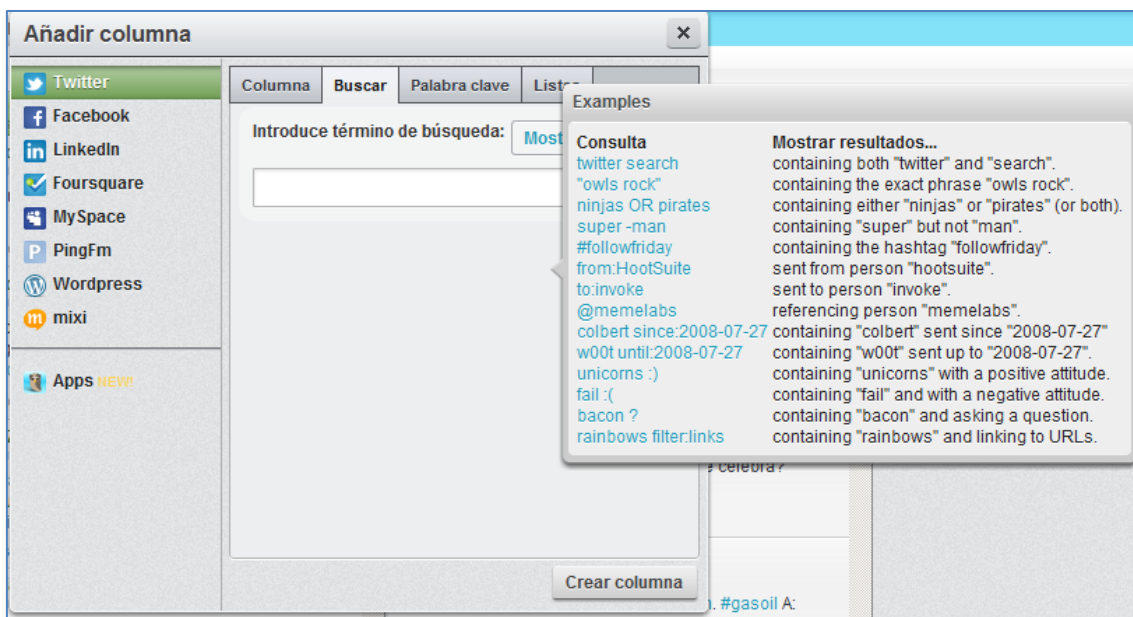 Añadir columna
Twitter
Facebook
LinkedIn
Foursquare
MySpace
PingFm
Wordpress
mixi
Apps NEW!
Columna Buscar Palabra clave
Introduce término de búsqueda:
Examples
Consulta Mostrar resultados...
twitter search containing both "twitter" and "search".
"owls rock" containing the exact phrase "owls rock".
ninjas OR pirates containing either "ninjas" or "pirates" (or both).
super -man containing "super" but not "man".
#followfriday containing the hashtag "followfriday".
from:HootSuite sent from person "hootsuite".
to:invoke sent to person "invoke".
@memelabs referencing person "memelabs".
colbert since:2008-07-27 containing "colbert" sent since "2008-07-27"
w00t until:2008-07-27 containing "w00t" sent up to "2008-07-27".
unicorns :) containing "unicorns" with a positive attitude.
fail :( containing "fail" and with a negative attitude.
bacon ? containing "bacon" and asking a question.
rainbows filter:links containing "rainbows" and linking to URLs.
celebra?
Crear columna
#gasoil A: